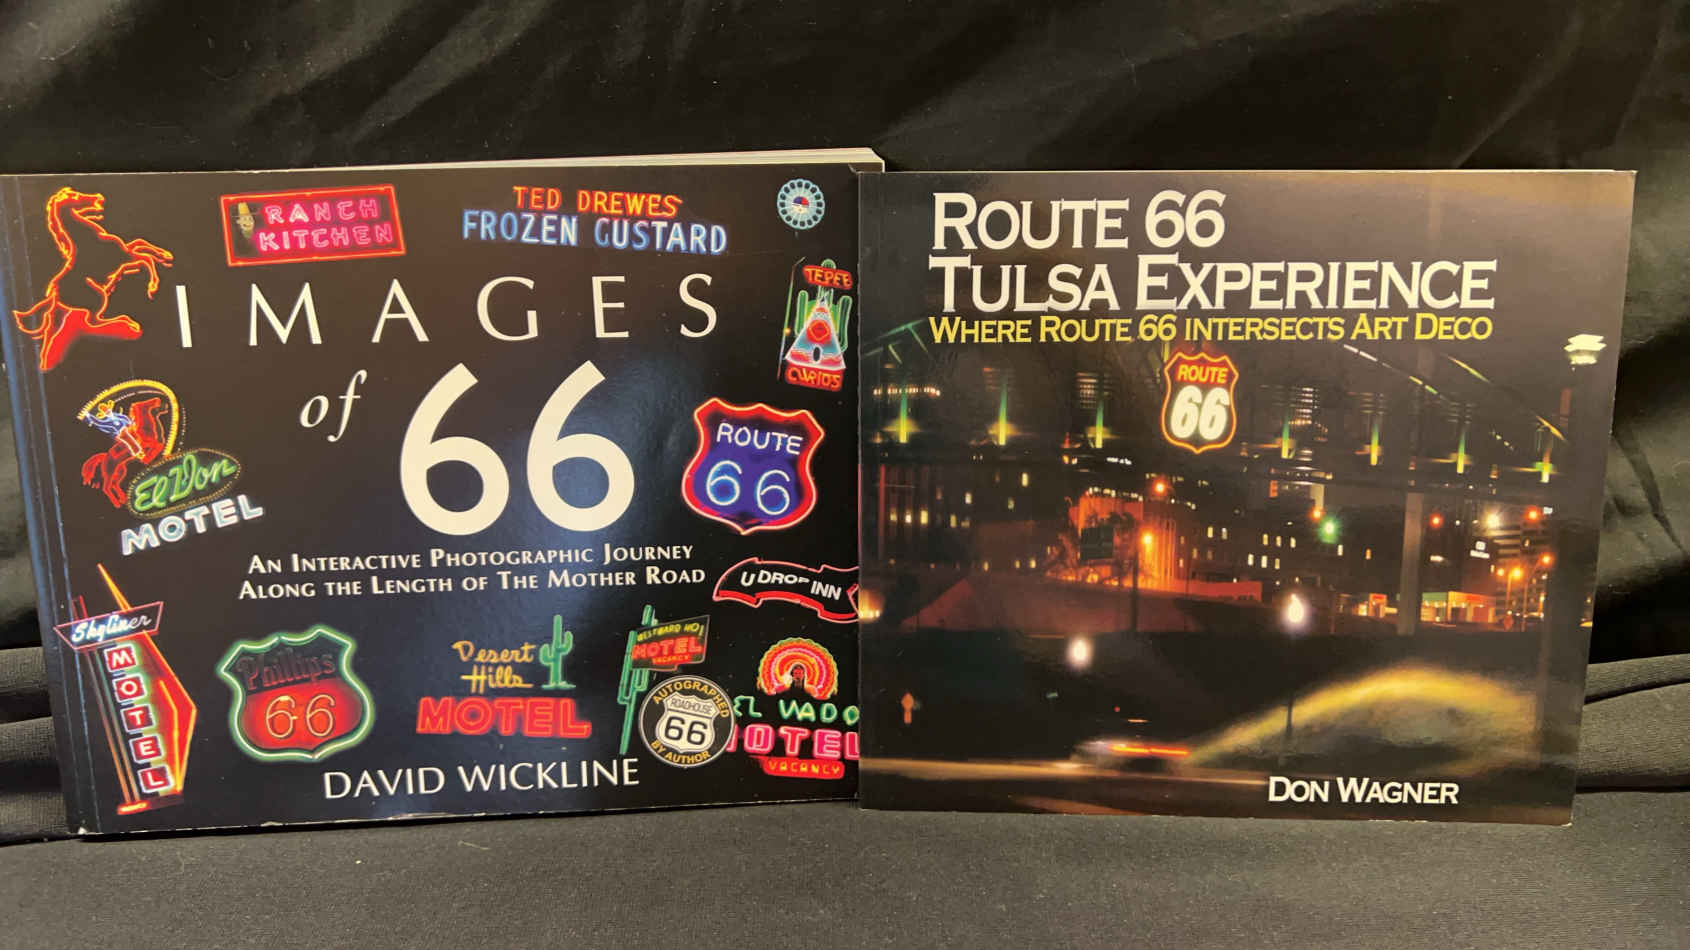 RANCH
KITCHEN
TED DREWES
FROZEN CUSTARD
IMAGES
of 66
TEPEE
CURIOS
El Don
MOTEL
ROUTE
66
AN INTERACTIVE PHOTOGRAPHIC JOURNEY
ALONG THE LENGTH OF THE MOTHER ROAD
U DROP INN
Skyliner
MOTEL
Phillips
66
Desert
Hills
MOTEL
WESTWARD HO!
MOTEL
VACANCY
AUTOGRAPHED
ROADHOUSE
66
BY AUTHOR
EL VADO
MOTEL
VACANCY
DAVID WICKLINE
ROUTE 66
TULSA EXPERIENCE
WHERE ROUTE 66 INTERSECTS ART DECO
ROUTE
66
DON WAGNER